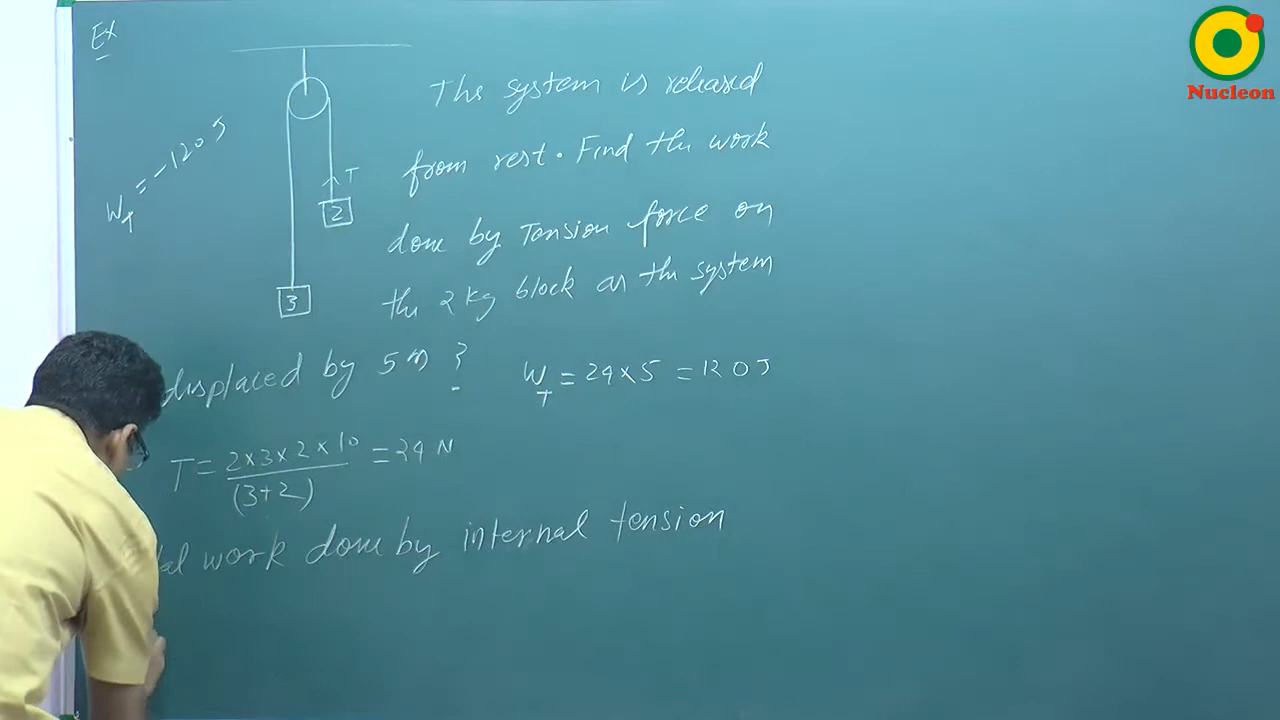 Ex
Nucleon
The system is released
from rest. Find the work
done by Tension force on
the 2 kg block as the system
displaced by 5 m ?
W_T = -120 J
T
2
3
W_T = 24 × 5 = 120 J
T = 2×3×2×10 / (3+2) = 24 N
work done by internal tension